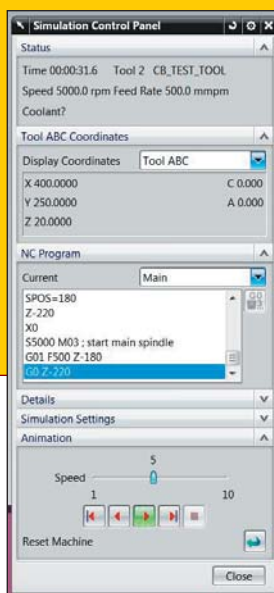 Simulation Control Panel
Status
Time 00:00:31.6 Tool 2 CB_TEST_TOOL
Speed 5000.0 rpm Feed Rate 500.0 mmpm
Coolant?
Tool ABC Coordinates
Display Coordinates Tool ABC
X 400.0000 C 0.000
Y 250.0000 A 0.000
Z 20.0000
NC Program
Current Main
SPOS=180
Z-220
X0
S5000 M03 ; start main spindle
G01 F500 Z-180
G0 Z-220
Details
Simulation Settings
Animation
5
Speed
1 10
Reset Machine
Close